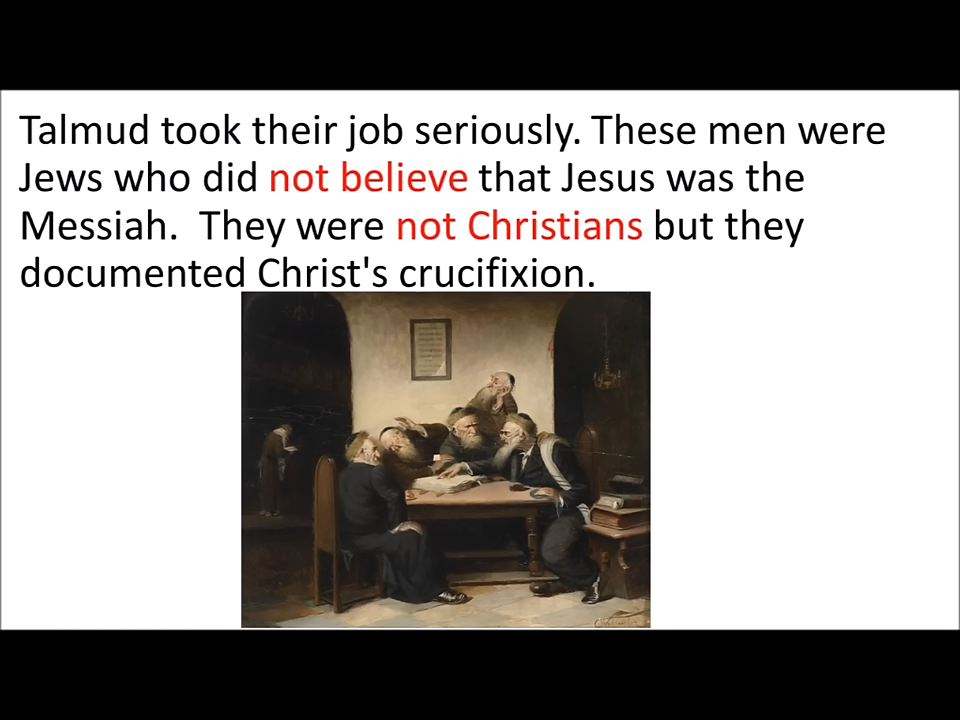 Talmud took their job seriously. These men were
Jews who did not believe that Jesus was the
Messiah.  They were not Christians but they
documented Christ's crucifixion.